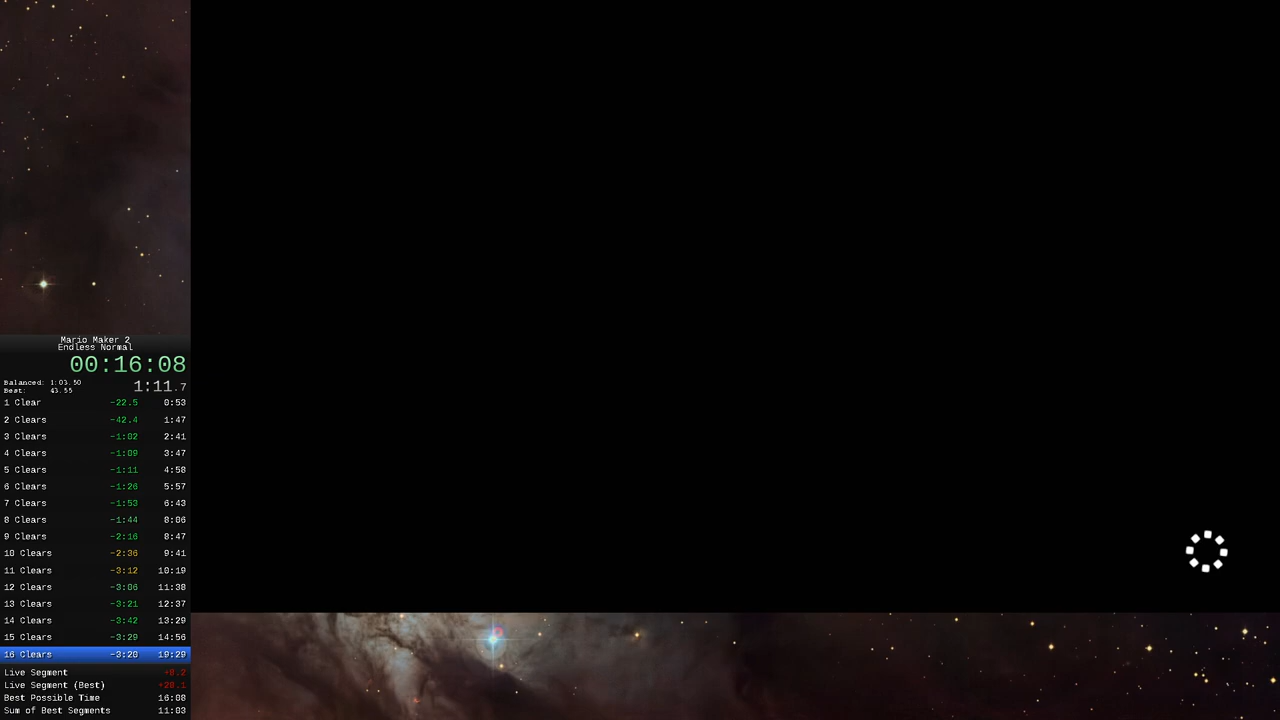 Mario Maker 2
Endless Normal
00:16:08
Balanced: 1:03.50
Best: 43.55
1:11.7
1 Clear -22.5 0:53
2 Clears -42.4 1:47
3 Clears -1:02 2:41
4 Clears -1:09 3:47
5 Clears -1:11 4:58
6 Clears -1:26 5:57
7 Clears -1:53 6:43
8 Clears -1:44 8:06
9 Clears -2:16 8:47
10 Clears -2:36 9:41
11 Clears -3:12 10:19
12 Clears -3:06 11:38
13 Clears -3:21 12:37
14 Clears -3:42 13:29
15 Clears -3:29 14:56
16 Clears -3:20 19:29
Live Segment +8.2
Live Segment (Best) +28.1
Best Possible Time 16:08
Sum of Best Segments 11:03